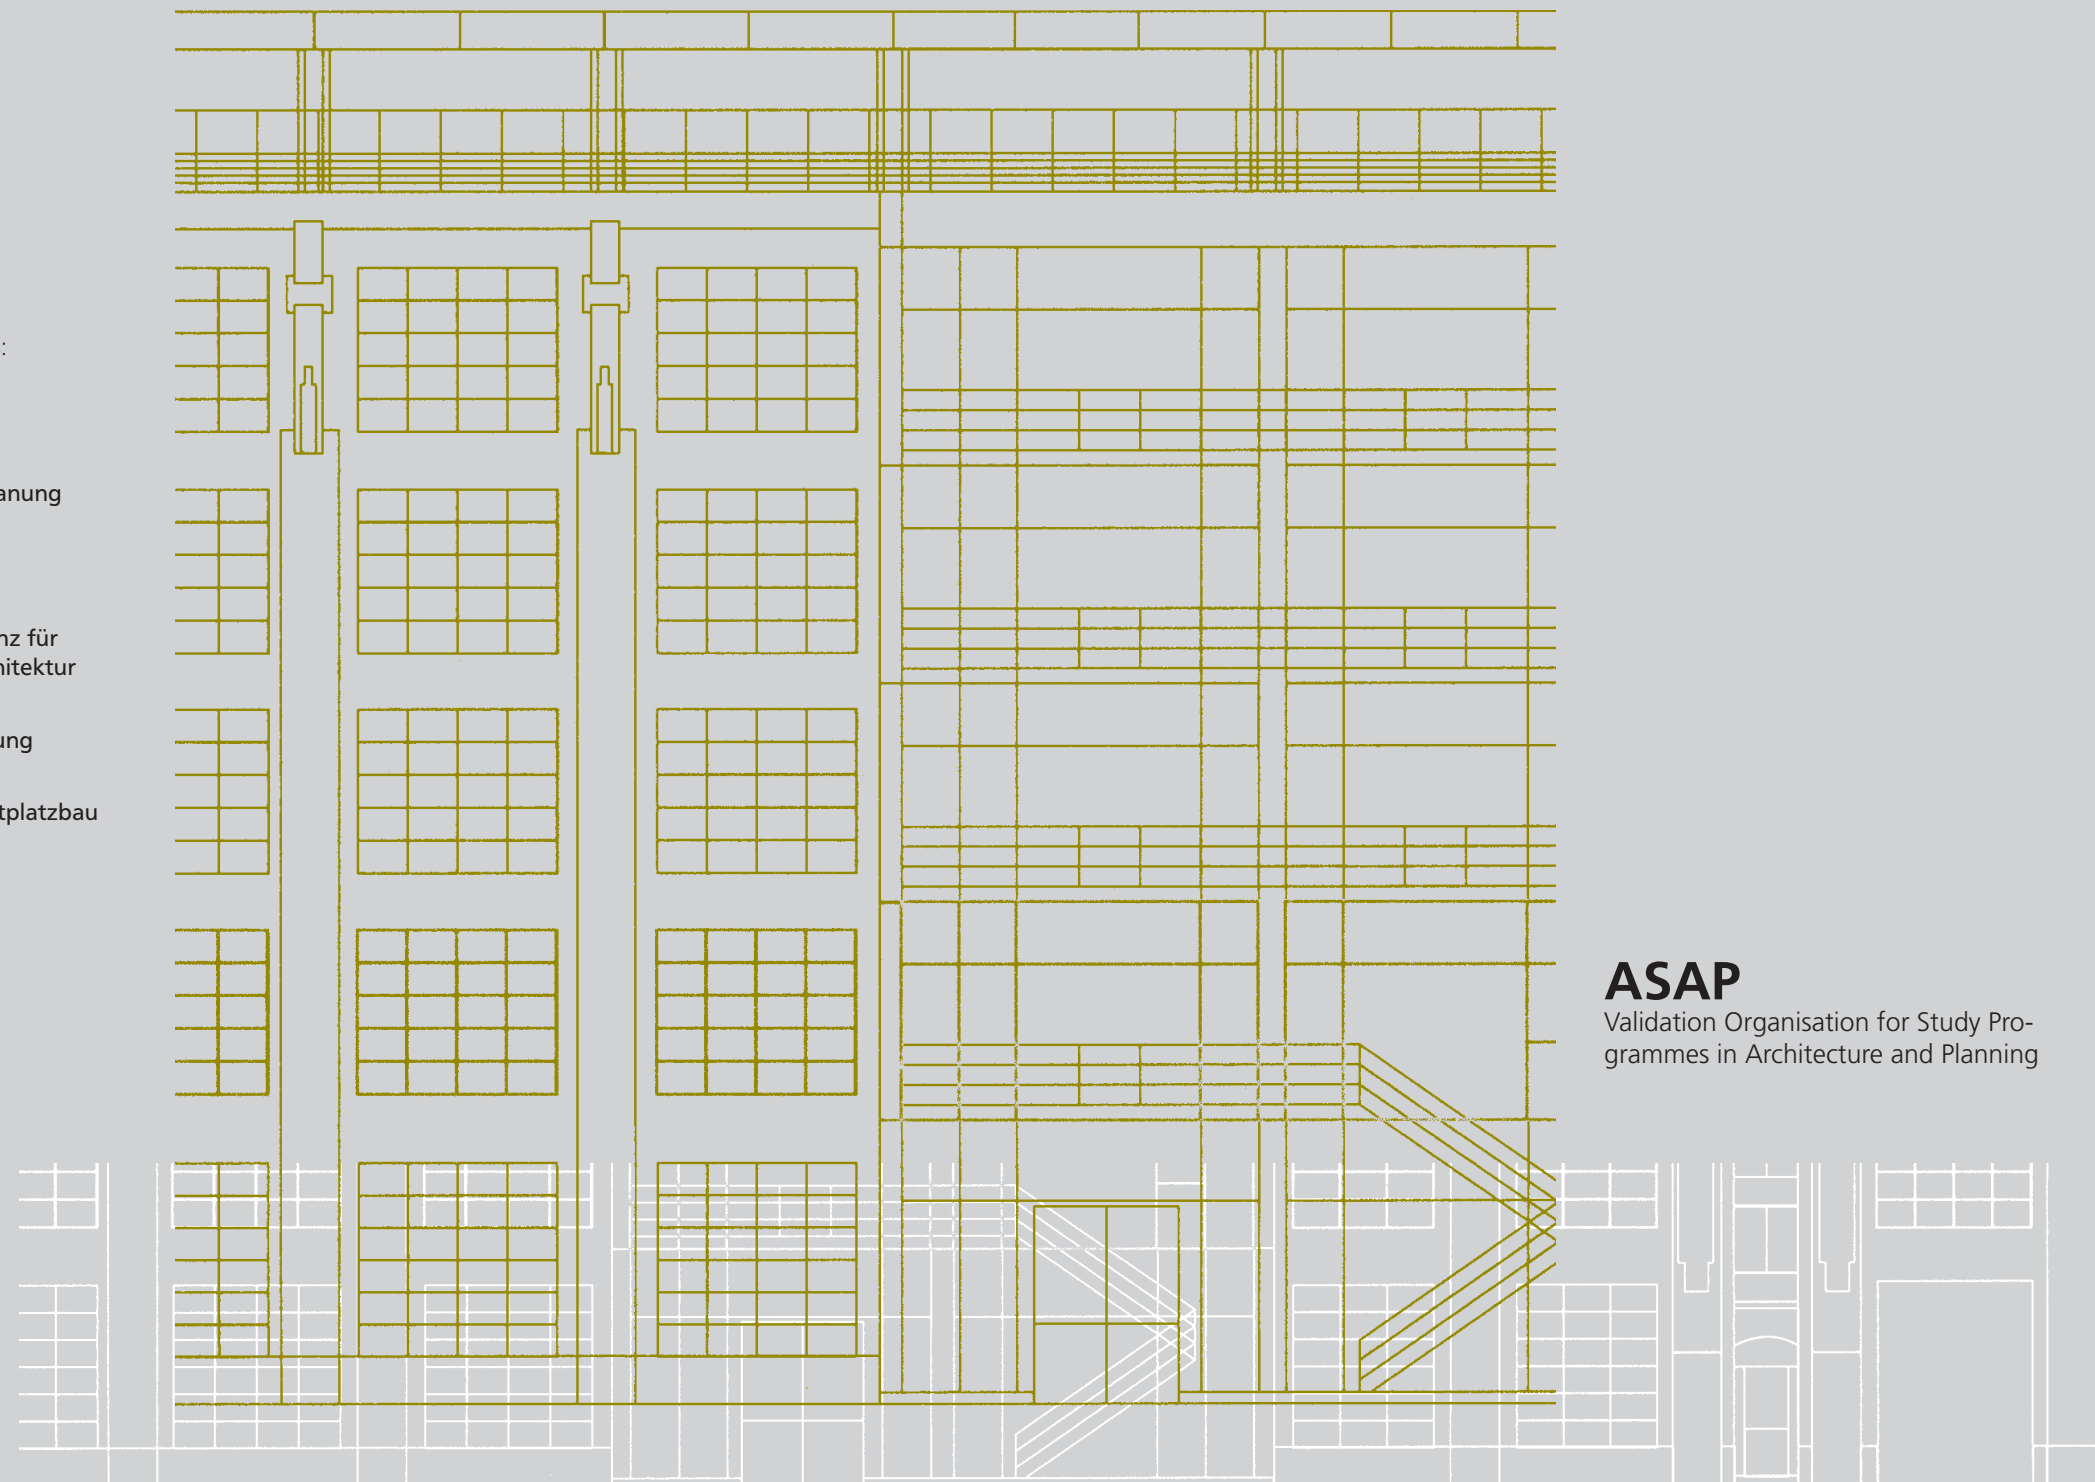 :
anung
nz für
hitektur
ung
tplatzbau
ASAP
Validation Organisation for Study Pro-
grammes in Architecture and Planning